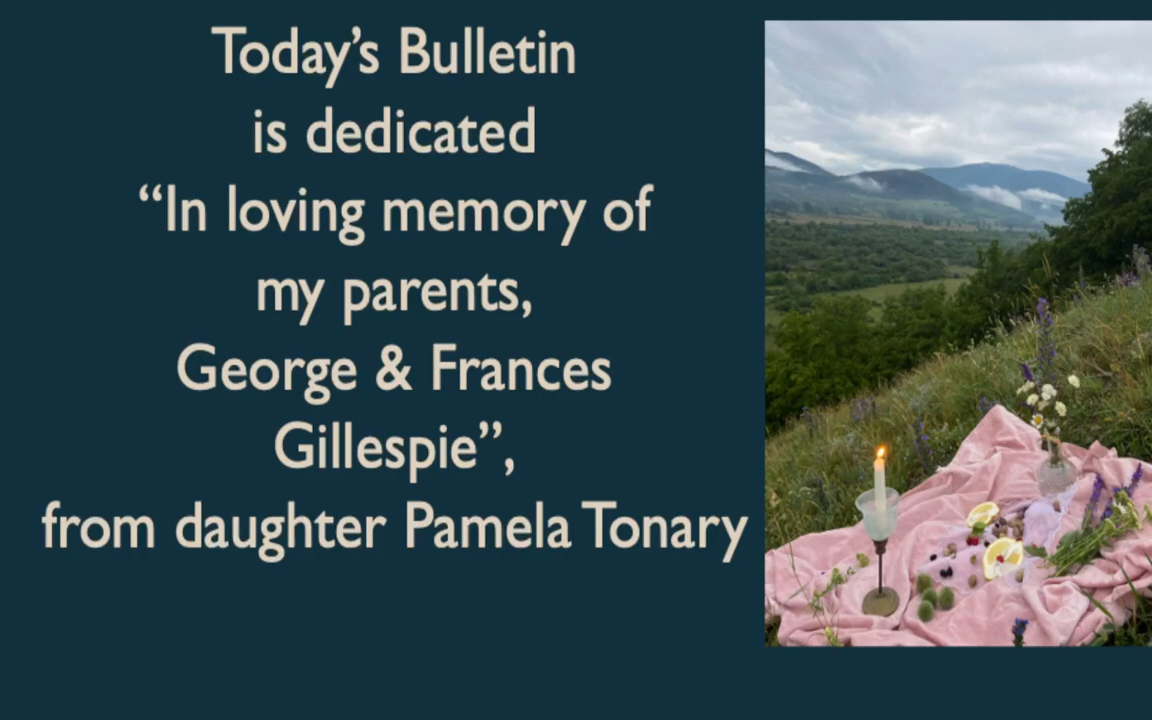 Today’s Bulletin
is dedicated
“In loving memory of
my parents,
George & Frances
Gillespie”,
from daughter Pamela Tonary